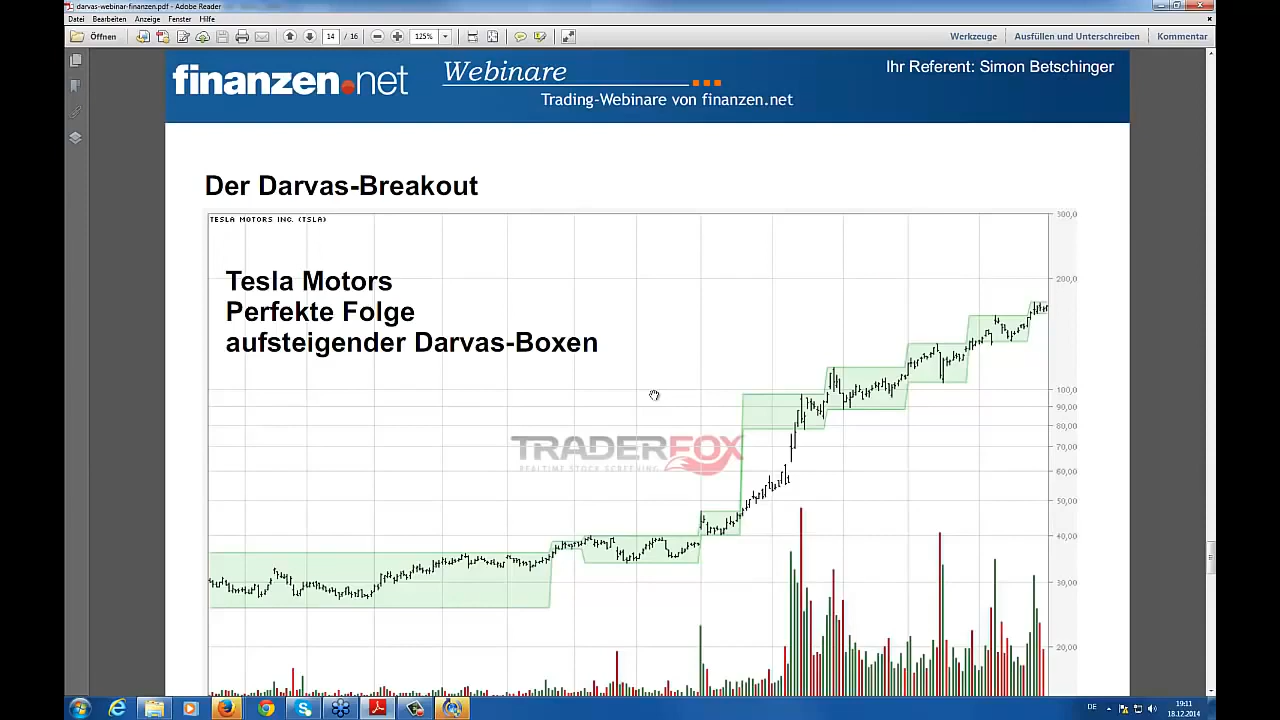 darvas-webinar-finanzen.pdf - Adobe Reader
Datei Bearbeiten Anzeige Fenster Hilfe
Öffnen 14 / 16 125% Werkzeuge Ausfüllen und Unterschreiben Kommentar
finanzen.net Webinare Ihr Referent: Simon Betschinger
Trading-Webinare von finanzen.net
Der Darvas-Breakout
TESLA MOTORS INC. (TSLA)
300,0
Tesla Motors
200,0
Perfekte Folge
aufsteigender Darvas-Boxen
100,0
90,00
80,00
70,00
TRADERFOX
REALTIME STOCK SCREENING
60,00
50,00
40,00
30,00
20,00
DE 19:11
18.12.2014